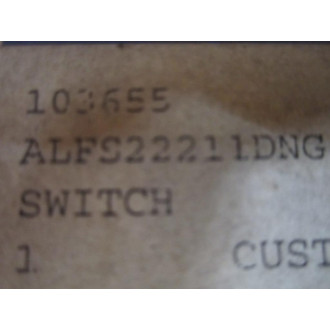 103655
ALFS22211DNG
SWITCH
1 CUST